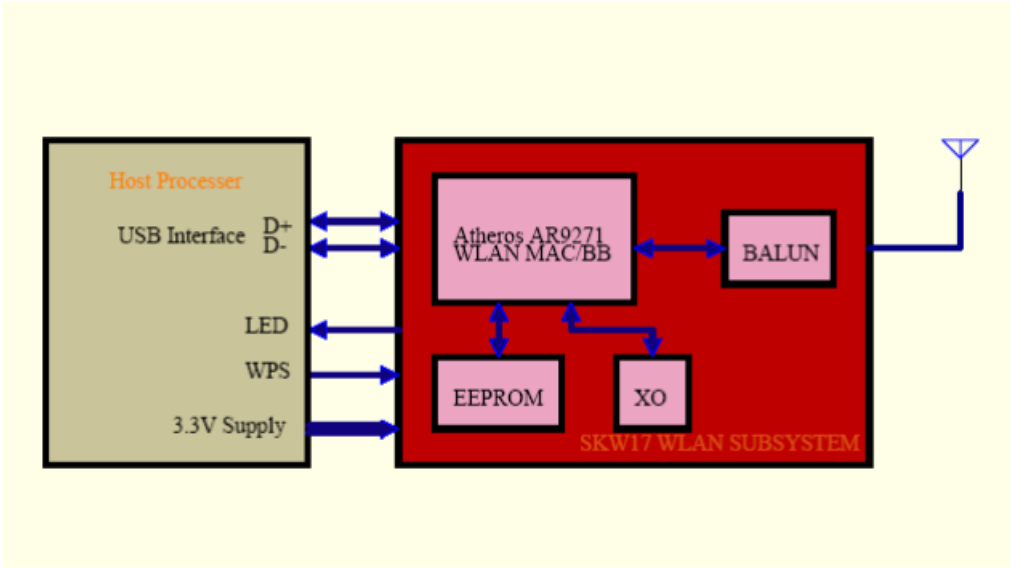 Host Processer
USB Interface D+
D-
Atheros AR9271
WLAN MAC/BB
BALUN
LED
WPS
EEPROM
XO
3.3V Supply
SKW17 WLAN SUBSYSTEM